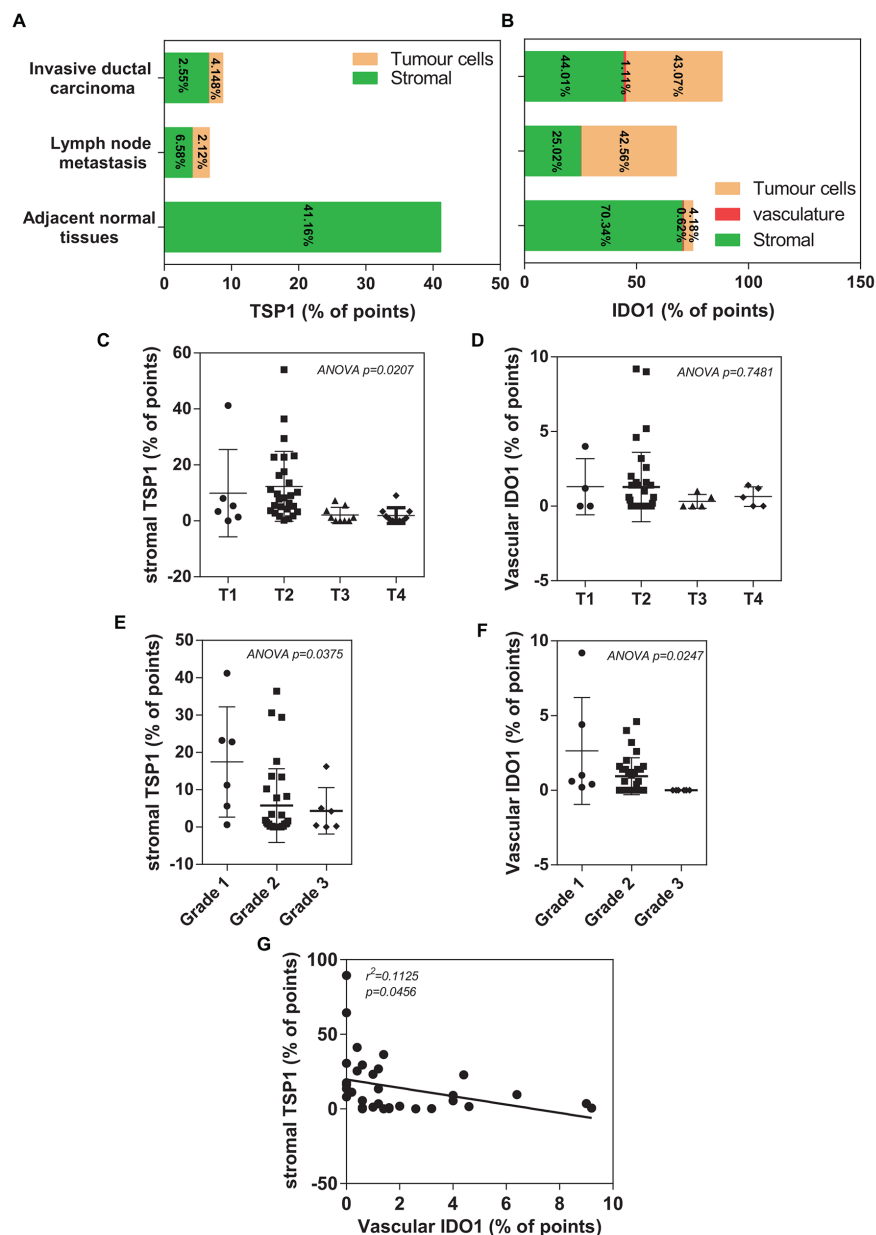 A
Invasive ductal
carcinoma
Lymph node
metastasis
Adjacent normal
tissues
2.55%
4.148%
6.58%
2.12%
41.16%
Tumour cells
Stromal
0
10
20
30
40
50
TSP1 (% of points)
B
44.01%
1.11%
43.07%
25.02%
42.56%
70.34%
0.62%
4.18%
Tumour cells
vasculature
Stromal
0
50
100
150
IDO1 (% of points)
C
stromal TSP1 (% of points)
60
40
20
0
-20
ANOVA p=0.0207
T1
T2
T3
T4
D
Vascular IDO1 (% of points)
10
5
0
-5
ANOVA p=0.7481
T1
T2
T3
T4
E
stromal TSP1 (% of points)
50
40
30
20
10
0
-10
ANOVA p=0.0375
Grade 1
Grade 2
Grade 3
F
Vascular IDO1 (% of points)
10
5
0
-5
ANOVA p=0.0247
Grade 1
Grade 2
Grade 3
G
stromal TSP1 (% of points)
100
50
0
-50
r²=0.1125
p=0.0456
0
2
4
6
8
10
Vascular IDO1 (% of points)